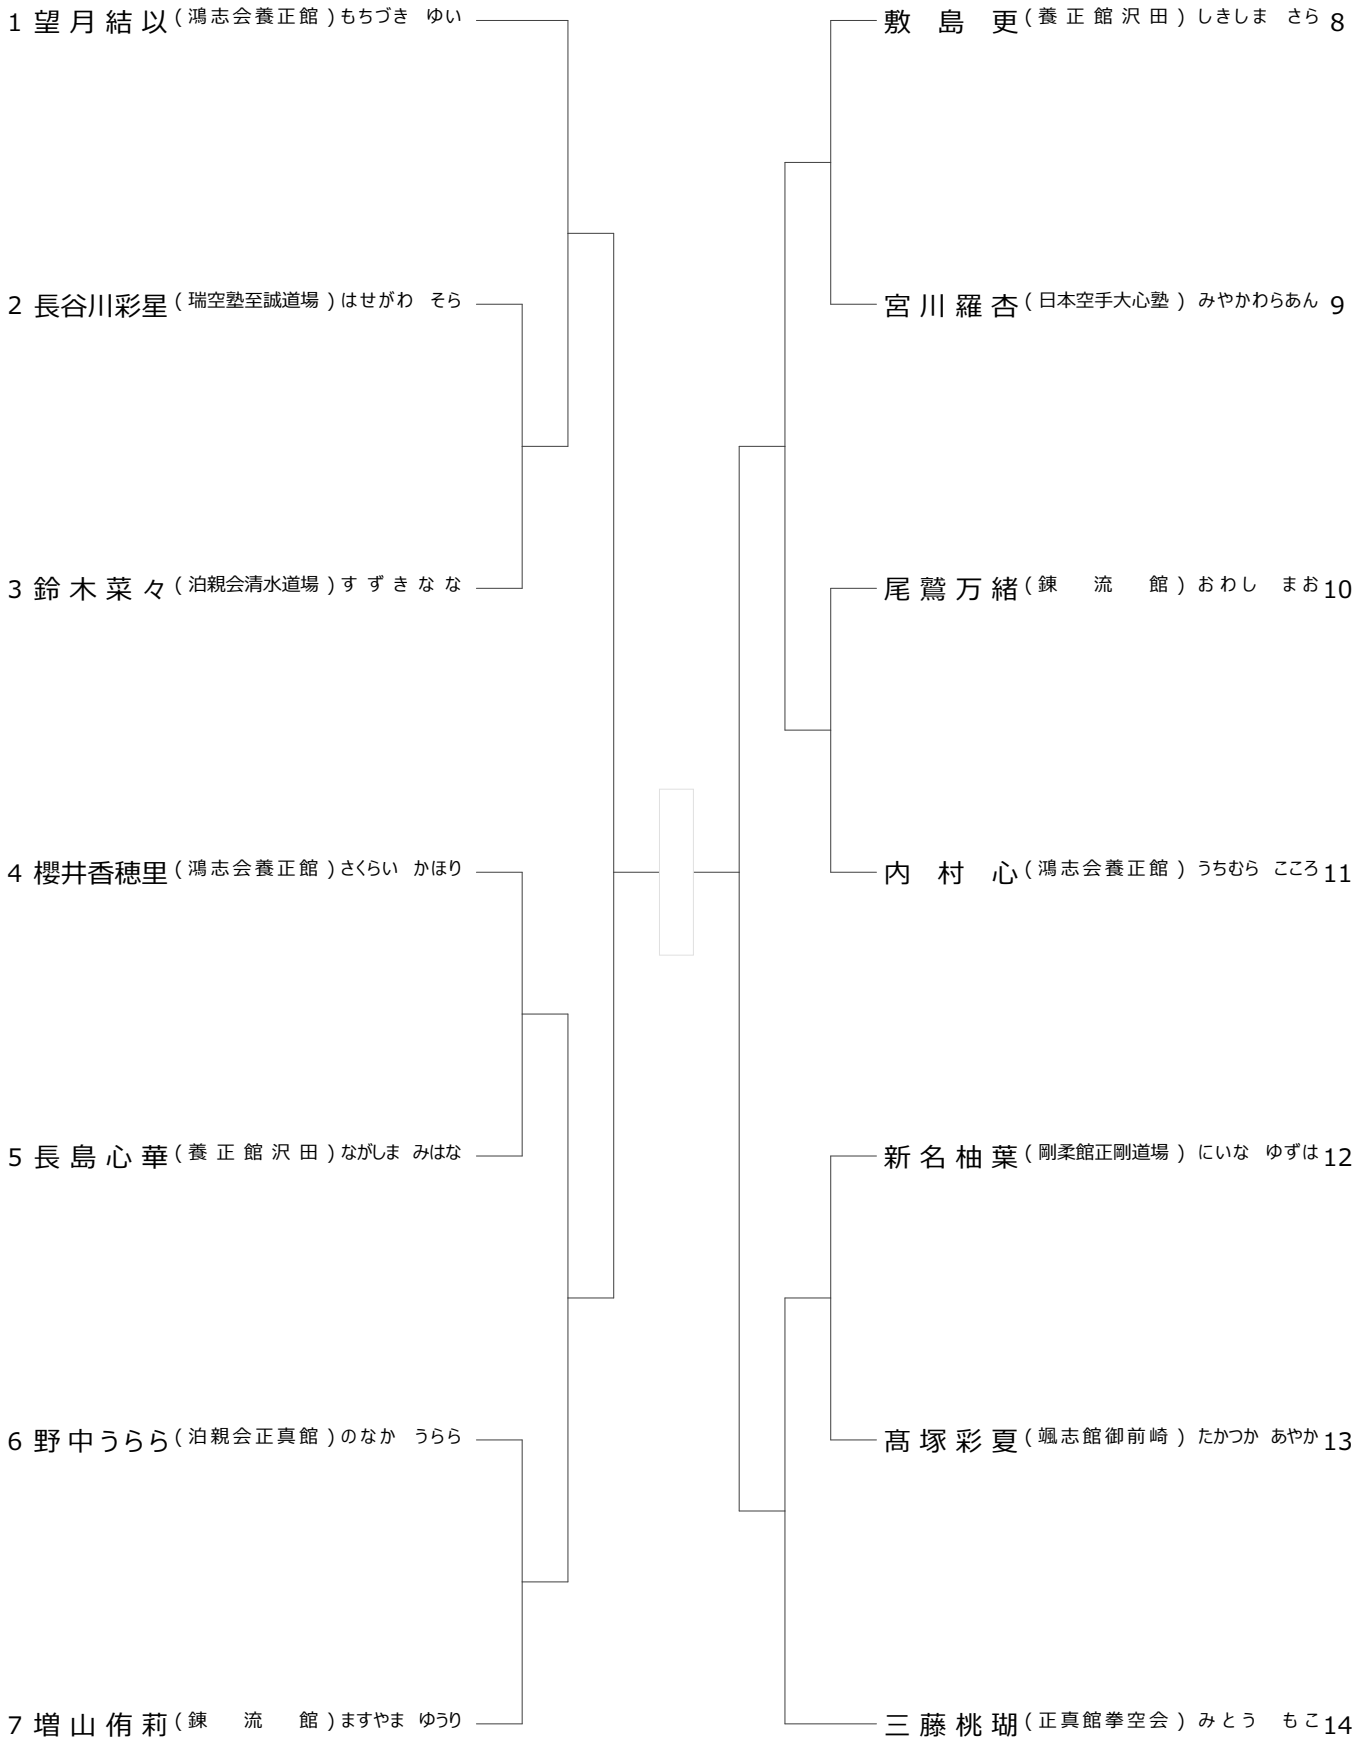 1 望月結以 (鴻志会養正館) もちづき ゆい
2 長谷川彩星 (瑞空塾至誠道場) はせがわ そら
3 鈴木菜々 (泊親会清水道場) すずきなな
4 櫻井香穂里 (鴻志会養正館) さくらい かほり
5 長島心華 (養正館沢田) ながしま みはな
6 野中うらら (泊親会正真館) のなか うらら
7 増山侑莉 (錬流館) ますやま ゆうり
敷島更 (養正館沢田) しきしま さら 8
宮川羅杏 (日本空手大心塾) みやかわらあん 9
尾鷲万緒 (錬流館) おわし まお 10
内村心 (鴻志会養正館) うちむら こころ 11
新名柚葉 (剛柔館正剛道場) にいな ゆずは 12
髙塚彩夏 (颯志館御前崎) たかつか あやか 13
三藤桃瑚 (正真館拳空会) みとう もこ 14